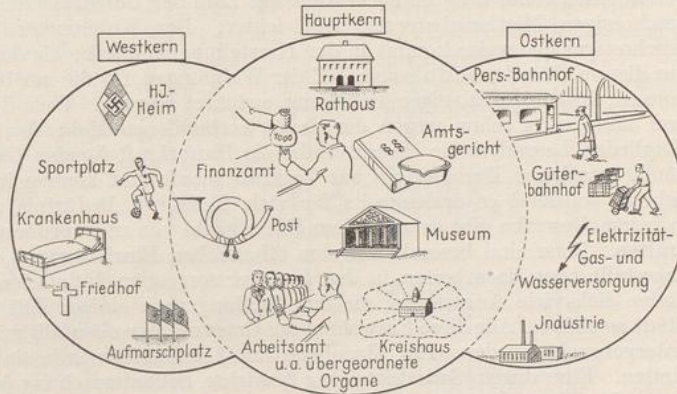 Westkern
Hauptkern
Ostkern
HJ.-
Heim
Sportplatz
Krankenhaus
Friedhof
Aufmarschplatz
Rathaus
Finanzamt
1000
Amts-
gericht
§§
§§
Post
Museum
Arbeitsamt
u. a. übergeordnete
Organe
Kreishaus
Pers.-Bahnhof
Güter-
bahnhof
Elektrizität-
Gas- und
Wasserversorgung
Jndustrie